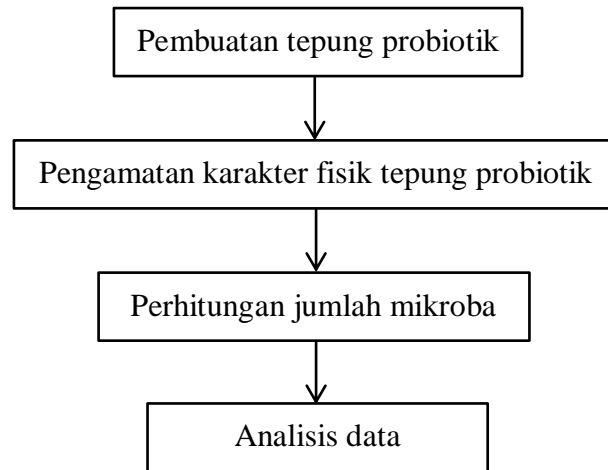 Pembuatan tepung probiotik
Pengamatan karakter fisik tepung probiotik
Perhitungan jumlah mikroba
Analisis data